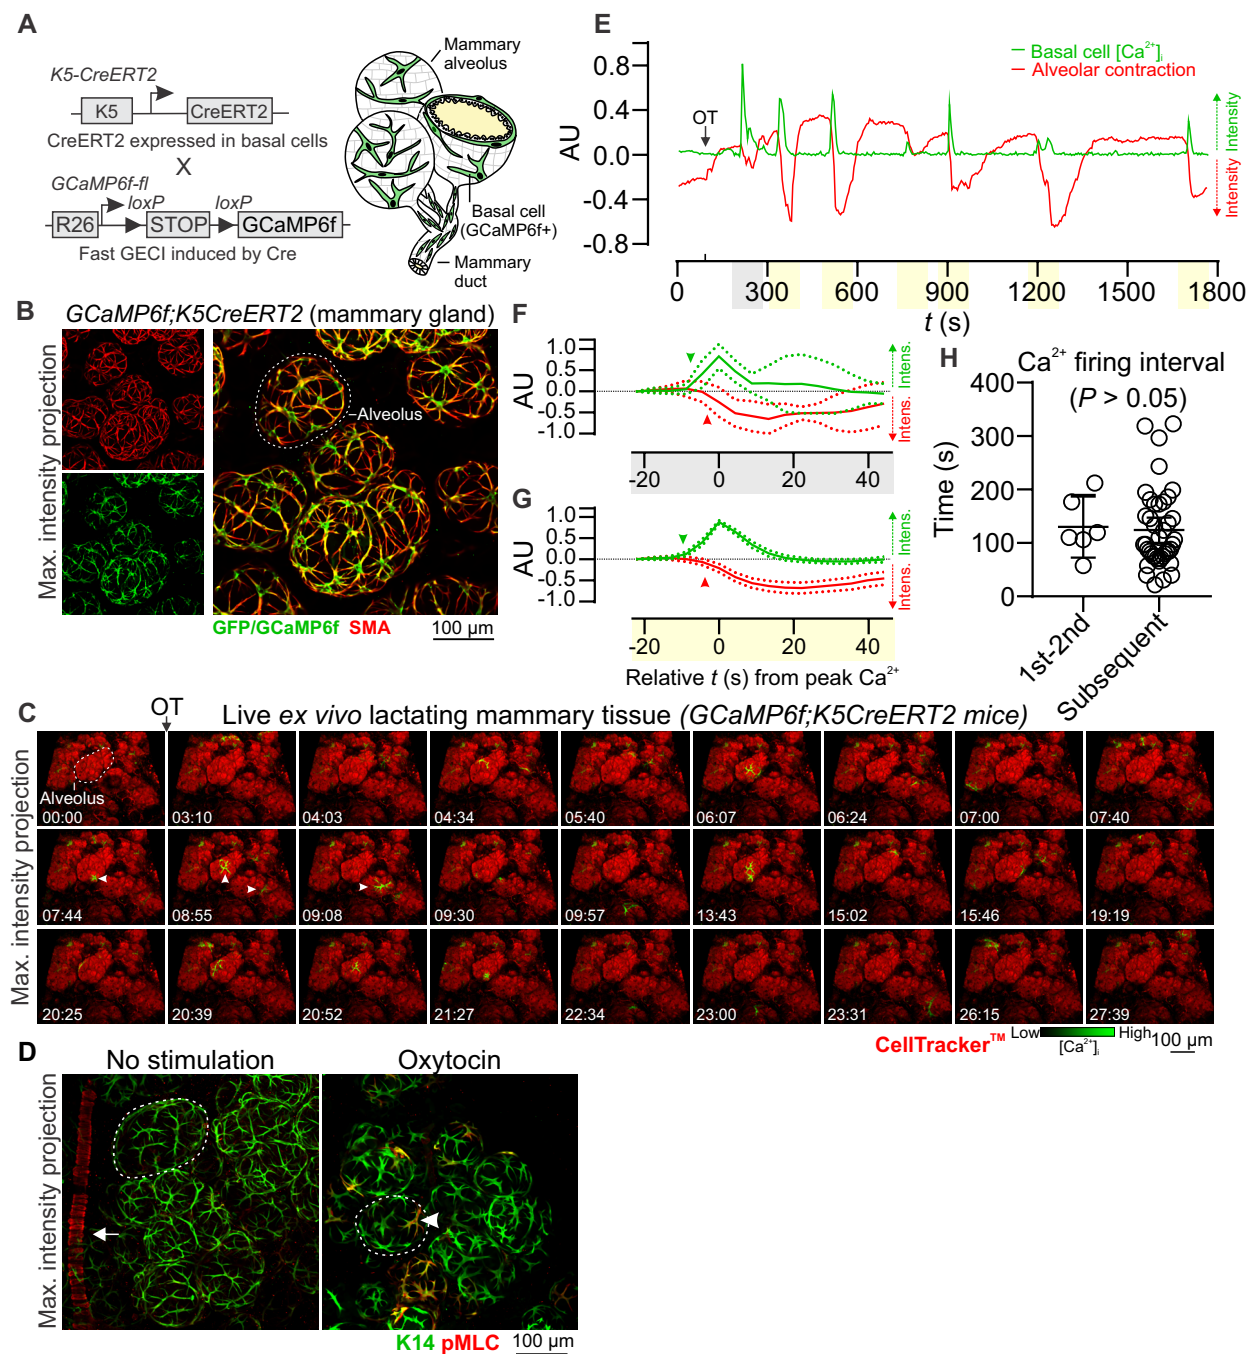 A
K5-CreERT2
K5
CreERT2
CreERT2 expressed in basal cells
X
GCaMP6f-fl
loxP
loxP
R26
STOP
GCaMP6f
Fast GECI induced by Cre
Mammary
alveolus
Basal cell
(GCaMP6f+)
Mammary
duct
B
GCaMP6f;K5CreERT2 (mammary gland)
Max. intensity projection
Alveolus
GFP/GCaMP6f SMA
100 µm
C
OT
Live ex vivo lactating mammary tissue (GCaMP6f;K5CreERT2 mice)
Max. intensity projection
Alveolus
00:00
03:10
04:03
04:34
05:40
06:07
06:24
07:00
07:40
07:44
08:55
09:08
09:30
09:57
13:43
15:02
15:46
19:19
20:25
20:39
20:52
21:27
22:34
23:00
23:31
26:15
27:39
CellTracker™
Low
High
[Ca²⁺]ᵢ
100 µm
D
No stimulation
Oxytocin
Max. intensity projection
K14 pMLC
100 µm
E
Basal cell [Ca²⁺]ᵢ
Alveolar contraction
AU
0.8
0.4
0.0
-0.4
-0.8
OT
Intensity
Intensity
0
300
600
900
1200
1500
1800
t (s)
F
AU
1.0
0.5
0.0
-0.5
-1.0
Intens.
Intens.
-20
0
20
40
G
AU
1.0
0.5
0.0
-0.5
-1.0
Intens.
Intens.
-20
0
20
40
Relative t (s) from peak Ca²⁺
H
Ca²⁺ firing interval
(P > 0.05)
Time (s)
400
300
200
100
0
1st-2nd
Subsequent